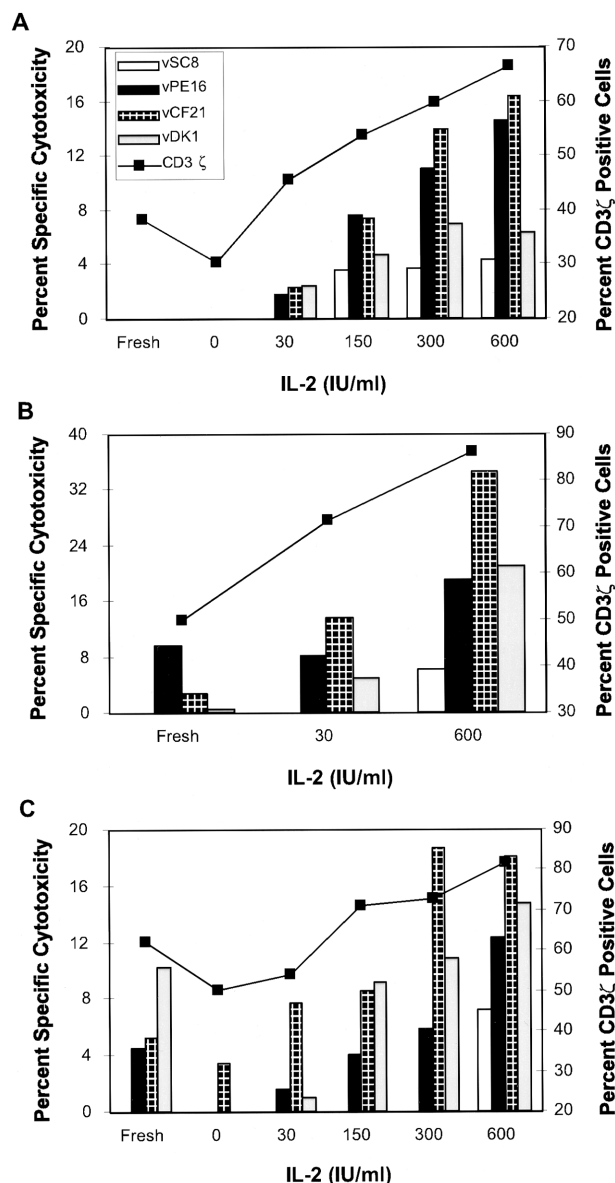 A
Percent Specific Cytotoxicity
20
16
12
8
4
0
vSC8
vPE16
vCF21
vDK1
CD3 ζ
70
60
50
40
30
20
Percent CD3ζ Positive Cells
Fresh 0 30 150 300 600
IL-2 (IU/ml)
B
Percent Specific Cytotoxicity
40
32
24
16
8
0
90
80
70
60
50
40
30
Percent CD3ζ Positive Cells
Fresh 30 600
IL-2 (IU/ml)
C
Percent Specific Cytotoxicity
20
16
12
8
4
0
90
80
70
60
50
40
30
20
Percent CD3ζ Positive Cells
Fresh 0 30 150 300 600
IL-2 (IU/ml)